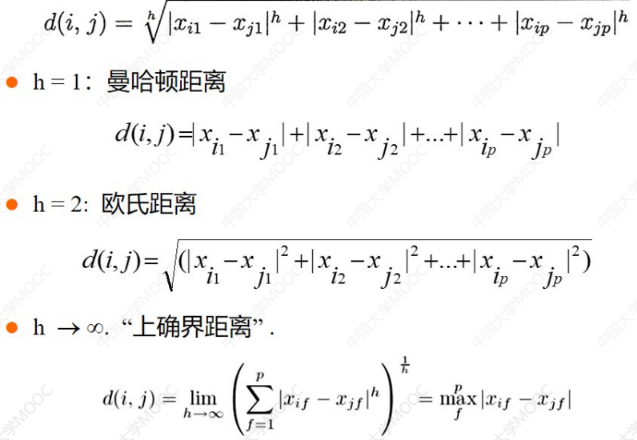 d(i, j) = \sqrt[h]{|x_{i1} − x_{j1}|^h + |x_{i2} − x_{j2}|^h + ⋯ + |x_{ip} − x_{jp}|^h}
• h = 1：曼哈顿距离
d(i,j)=|x_{i_1}−x_{j_1}|+|x_{i_2}−x_{j_2}|+...+|x_{i_p}−x_{j_p}|
• h = 2: 欧氏距离
d(i,j)=\sqrt{(|x_{i_1}−x_{j_1}|^2+|x_{i_2}−x_{j_2}|^2+...+|x_{i_p}−x_{j_p}|^2)}
• h → ∞. “上确界距离” .
d(i, j) = \lim_{h→∞} \left( \sum_{f=1}^{p} |x_{if} − x_{jf}|^h \right)^{\frac{1}{h}} = \max_{f}^{p} |x_{if} − x_{jf}|
中国大学MOOC